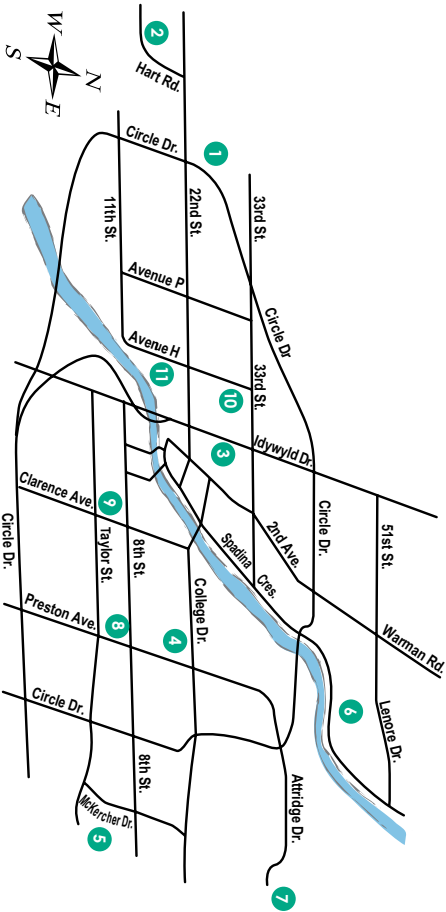 N
E
S
W
2
Hart Rd.
1
Circle Dr.
11th St.
22nd St.
33rd St.
Avenue P
Circle Dr
Avenue H
11
33rd St.
10
Idywyld Dr.
3
Clarence Ave.
9
Taylor St.
8th St.
Circle Dr.
Spadina
Cres.
2nd Ave.
51st St.
Circle Dr.
Preston Ave.
8
4
College Dr.
Warman Rd.
6
Lenore Dr.
Circle Dr.
8th St.
McKercher Dr.
5
Attridge Dr.
7